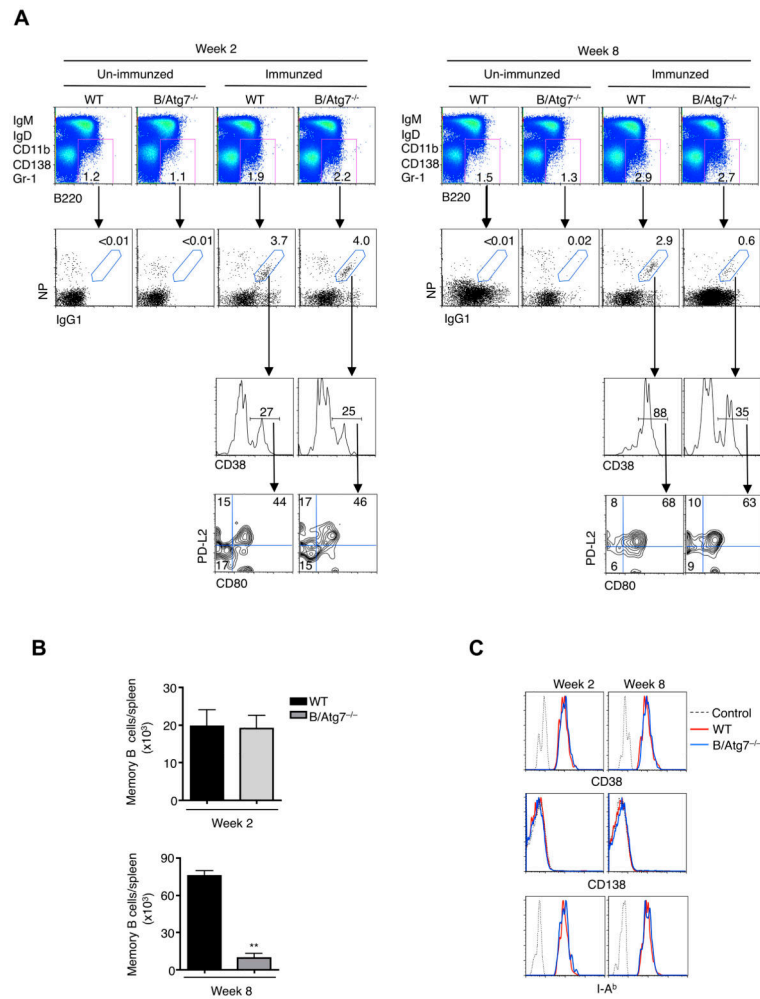 A
Week 2
Week 8
Un-immunzed Immunzed
Un-immunzed Immunzed
WT B/Atg7-/- WT B/Atg7-/-
WT B/Atg7-/- WT B/Atg7-/-
IgM
IgD
CD11b
CD138
Gr-1
1.2 1.1 1.9 2.2
B220
IgM
IgD
CD11b
CD138
Gr-1
1.5 1.3 2.9 2.7
B220
<0.01 <0.01 3.7 4.0
NP
IgG1
<0.01 0.02 2.9 0.6
NP
IgG1
27 25
CD38
88 35
CD38
15 44 17 46
PD-L2
17 15
CD80
8 68 10 63
PD-L2
6 9
CD80
B
Memory B cells/spleen
(x10³)
30
20
10
0
WT
B/Atg7–/–
Week 2
Memory B cells/spleen
(x10³)
90
60
30
0
**
Week 8
C
Week 2 Week 8
Control
WT
B/Atg7–/–
CD38
CD138
I-Aᵇ